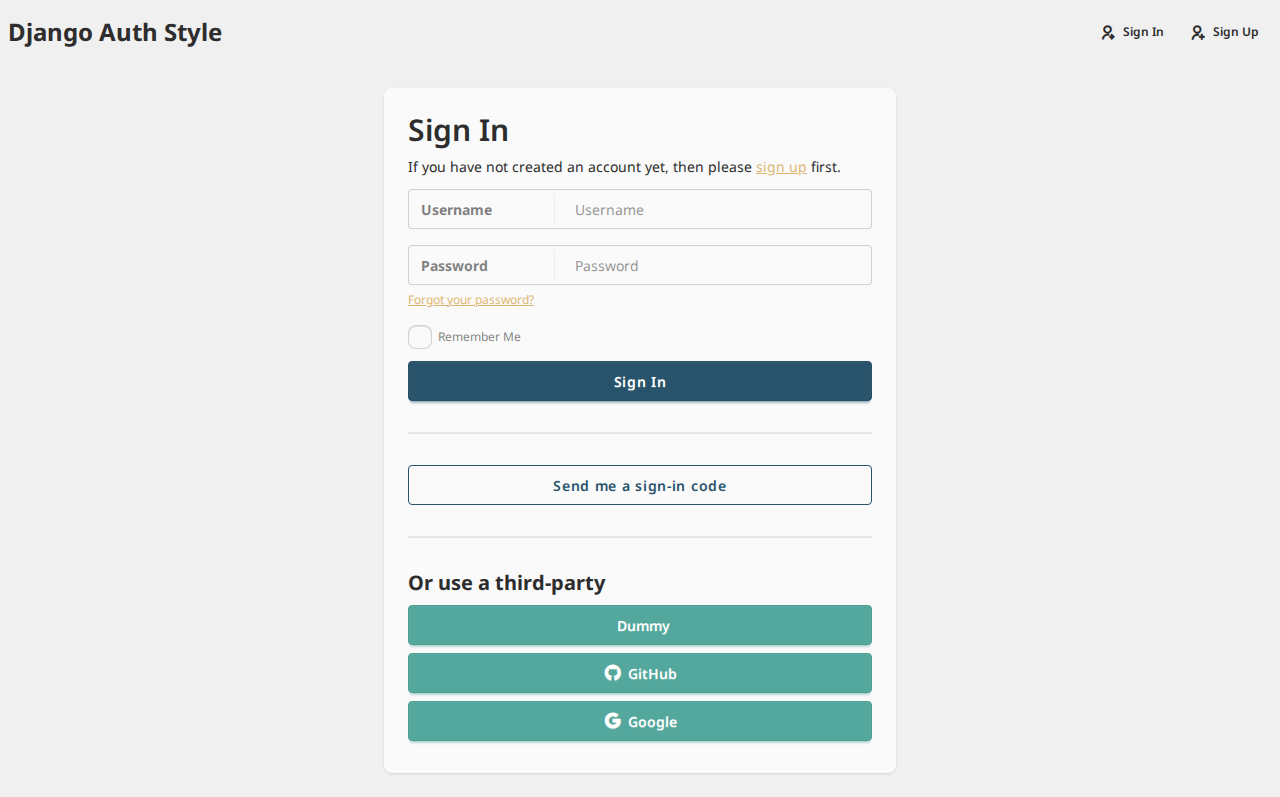 Django Auth Style
Sign In
Sign Up
Sign In
If you have not created an account yet, then please sign up first.
Username
Username
Password
Password
Forgot your password?
Remember Me
Sign In
Send me a sign-in code
Or use a third-party
Dummy
GitHub
Google